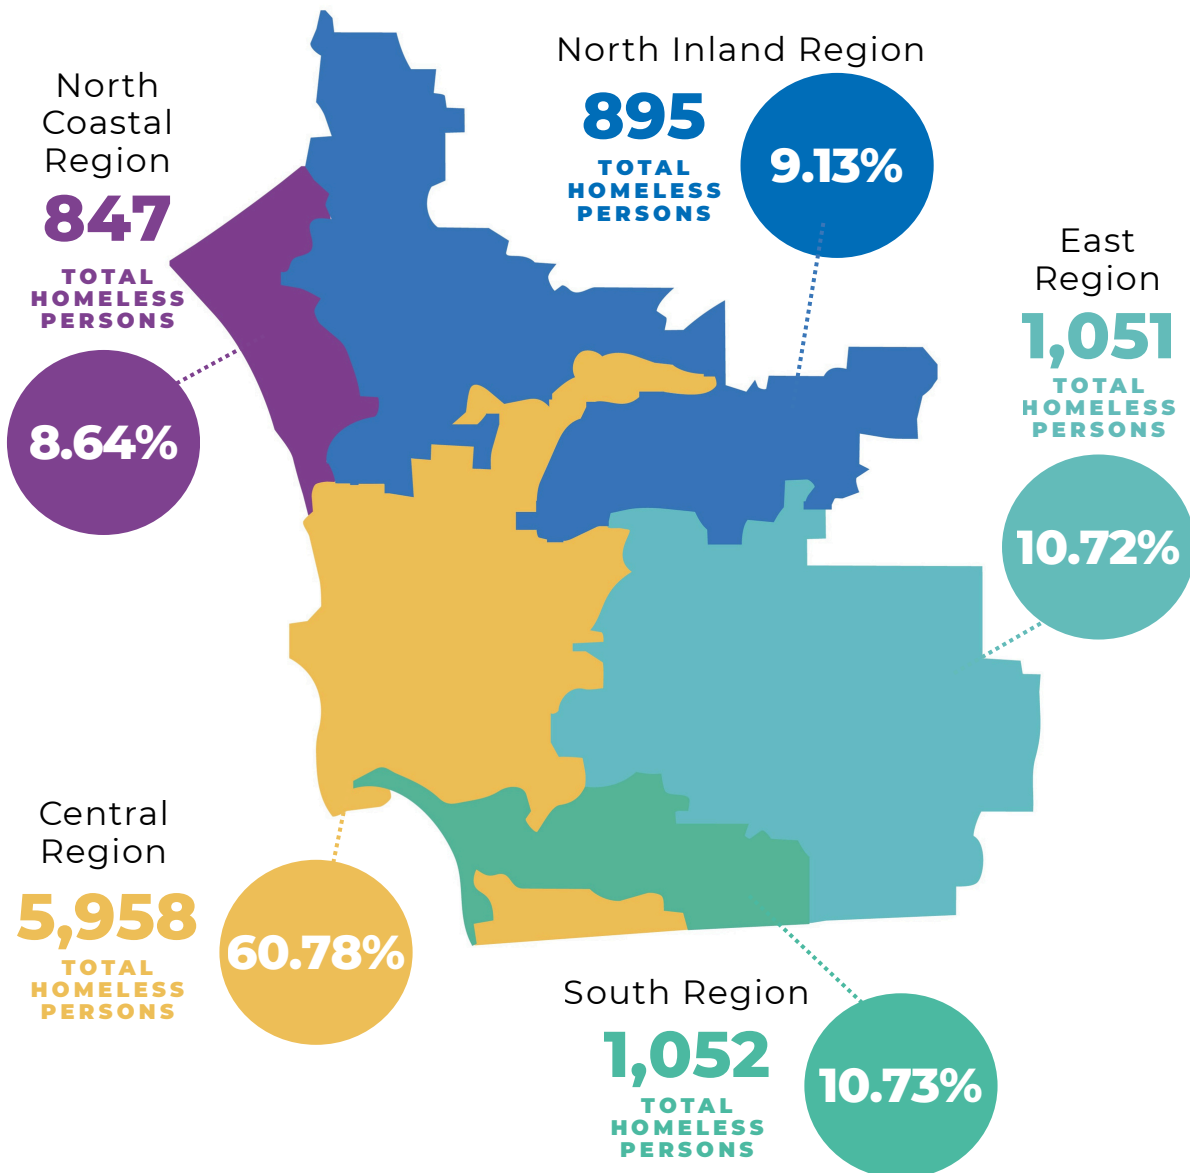 North
Coastal
Region
847
TOTAL
HOMELESS
PERSONS
8.64%
North Inland Region
895
TOTAL
HOMELESS
PERSONS
9.13%
East
Region
1,051
TOTAL
HOMELESS
PERSONS
10.72%
Central
Region
5,958
TOTAL
HOMELESS
PERSONS
60.78%
South Region
1,052
TOTAL
HOMELESS
PERSONS
10.73%